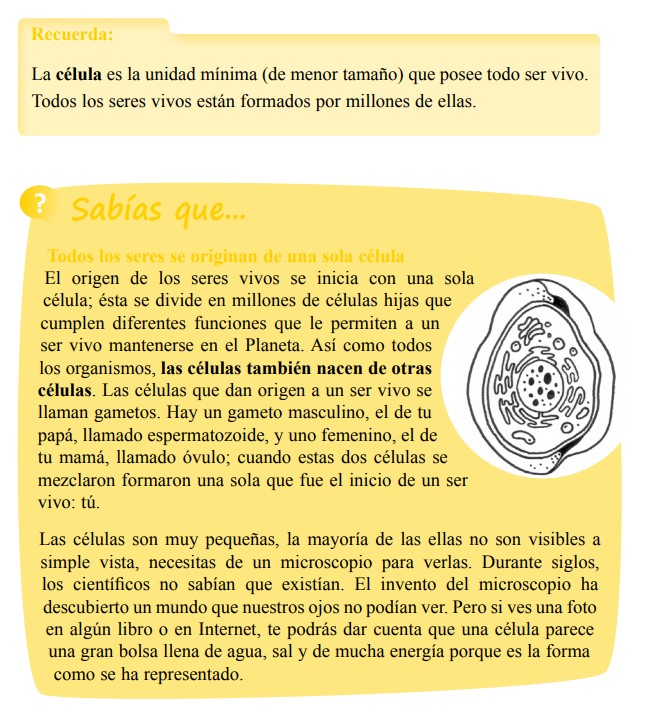 Recuerda:
La célula es la unidad mínima (de menor tamaño) que posee todo ser vivo.
Todos los seres vivos están formados por millones de ellas.
? Sabías que...
Todos los seres se originan de una sola célula
El origen de los seres vivos se inicia con una sola
célula; ésta se divide en millones de células hijas que
cumplen diferentes funciones que le permiten a un
ser vivo mantenerse en el Planeta. Así como todos
los organismos, las células también nacen de otras
células. Las células que dan origen a un ser vivo se
llaman gametos. Hay un gameto masculino, el de tu
papá, llamado espermatozoide, y uno femenino, el de
tu mamá, llamado óvulo; cuando estas dos células se
mezclaron formaron una sola que fue el inicio de un ser
vivo: tú.
Las células son muy pequeñas, la mayoría de las ellas no son visibles a
simple vista, necesitas de un microscopio para verlas. Durante siglos,
los científicos no sabían que existían. El invento del microscopio ha
descubierto un mundo que nuestros ojos no podían ver. Pero si ves una foto
en algún libro o en Internet, te podrás dar cuenta que una célula parece
una gran bolsa llena de agua, sal y de mucha energía porque es la forma
como se ha representado.